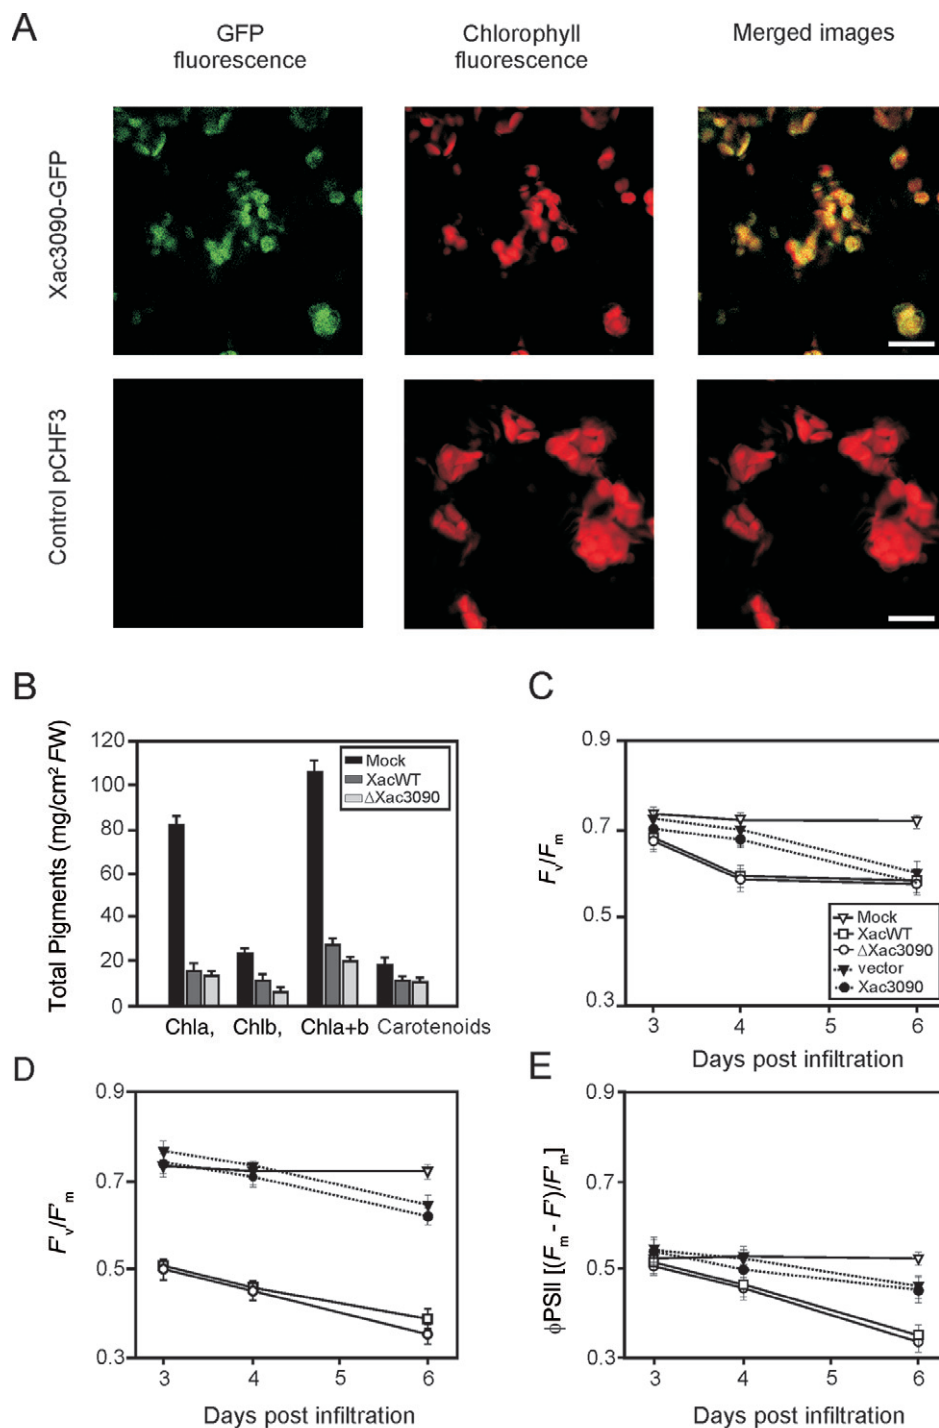 A
GFP
fluorescence
Chlorophyll
fluorescence
Merged images
Xac3090-GFP
Control pCHF3
B
Total Pigments (mg/cm² FW)
120
100
80
60
40
20
0
Mock
XacWT
ΔXac3090
Chla,
Chlb,
Chla+b
Carotenoids
C
Fv/Fm
0.9
0.7
0.5
0.3
Mock
XacWT
ΔXac3090
vector
Xac3090
3
4
5
6
Days post infiltration
D
F'v/F'm
0.9
0.7
0.5
0.3
3
4
5
6
Days post infiltration
E
ϕPSII [(F'm - F')/F'm]
0.9
0.7
0.5
0.3
3
4
5
6
Days post infiltration